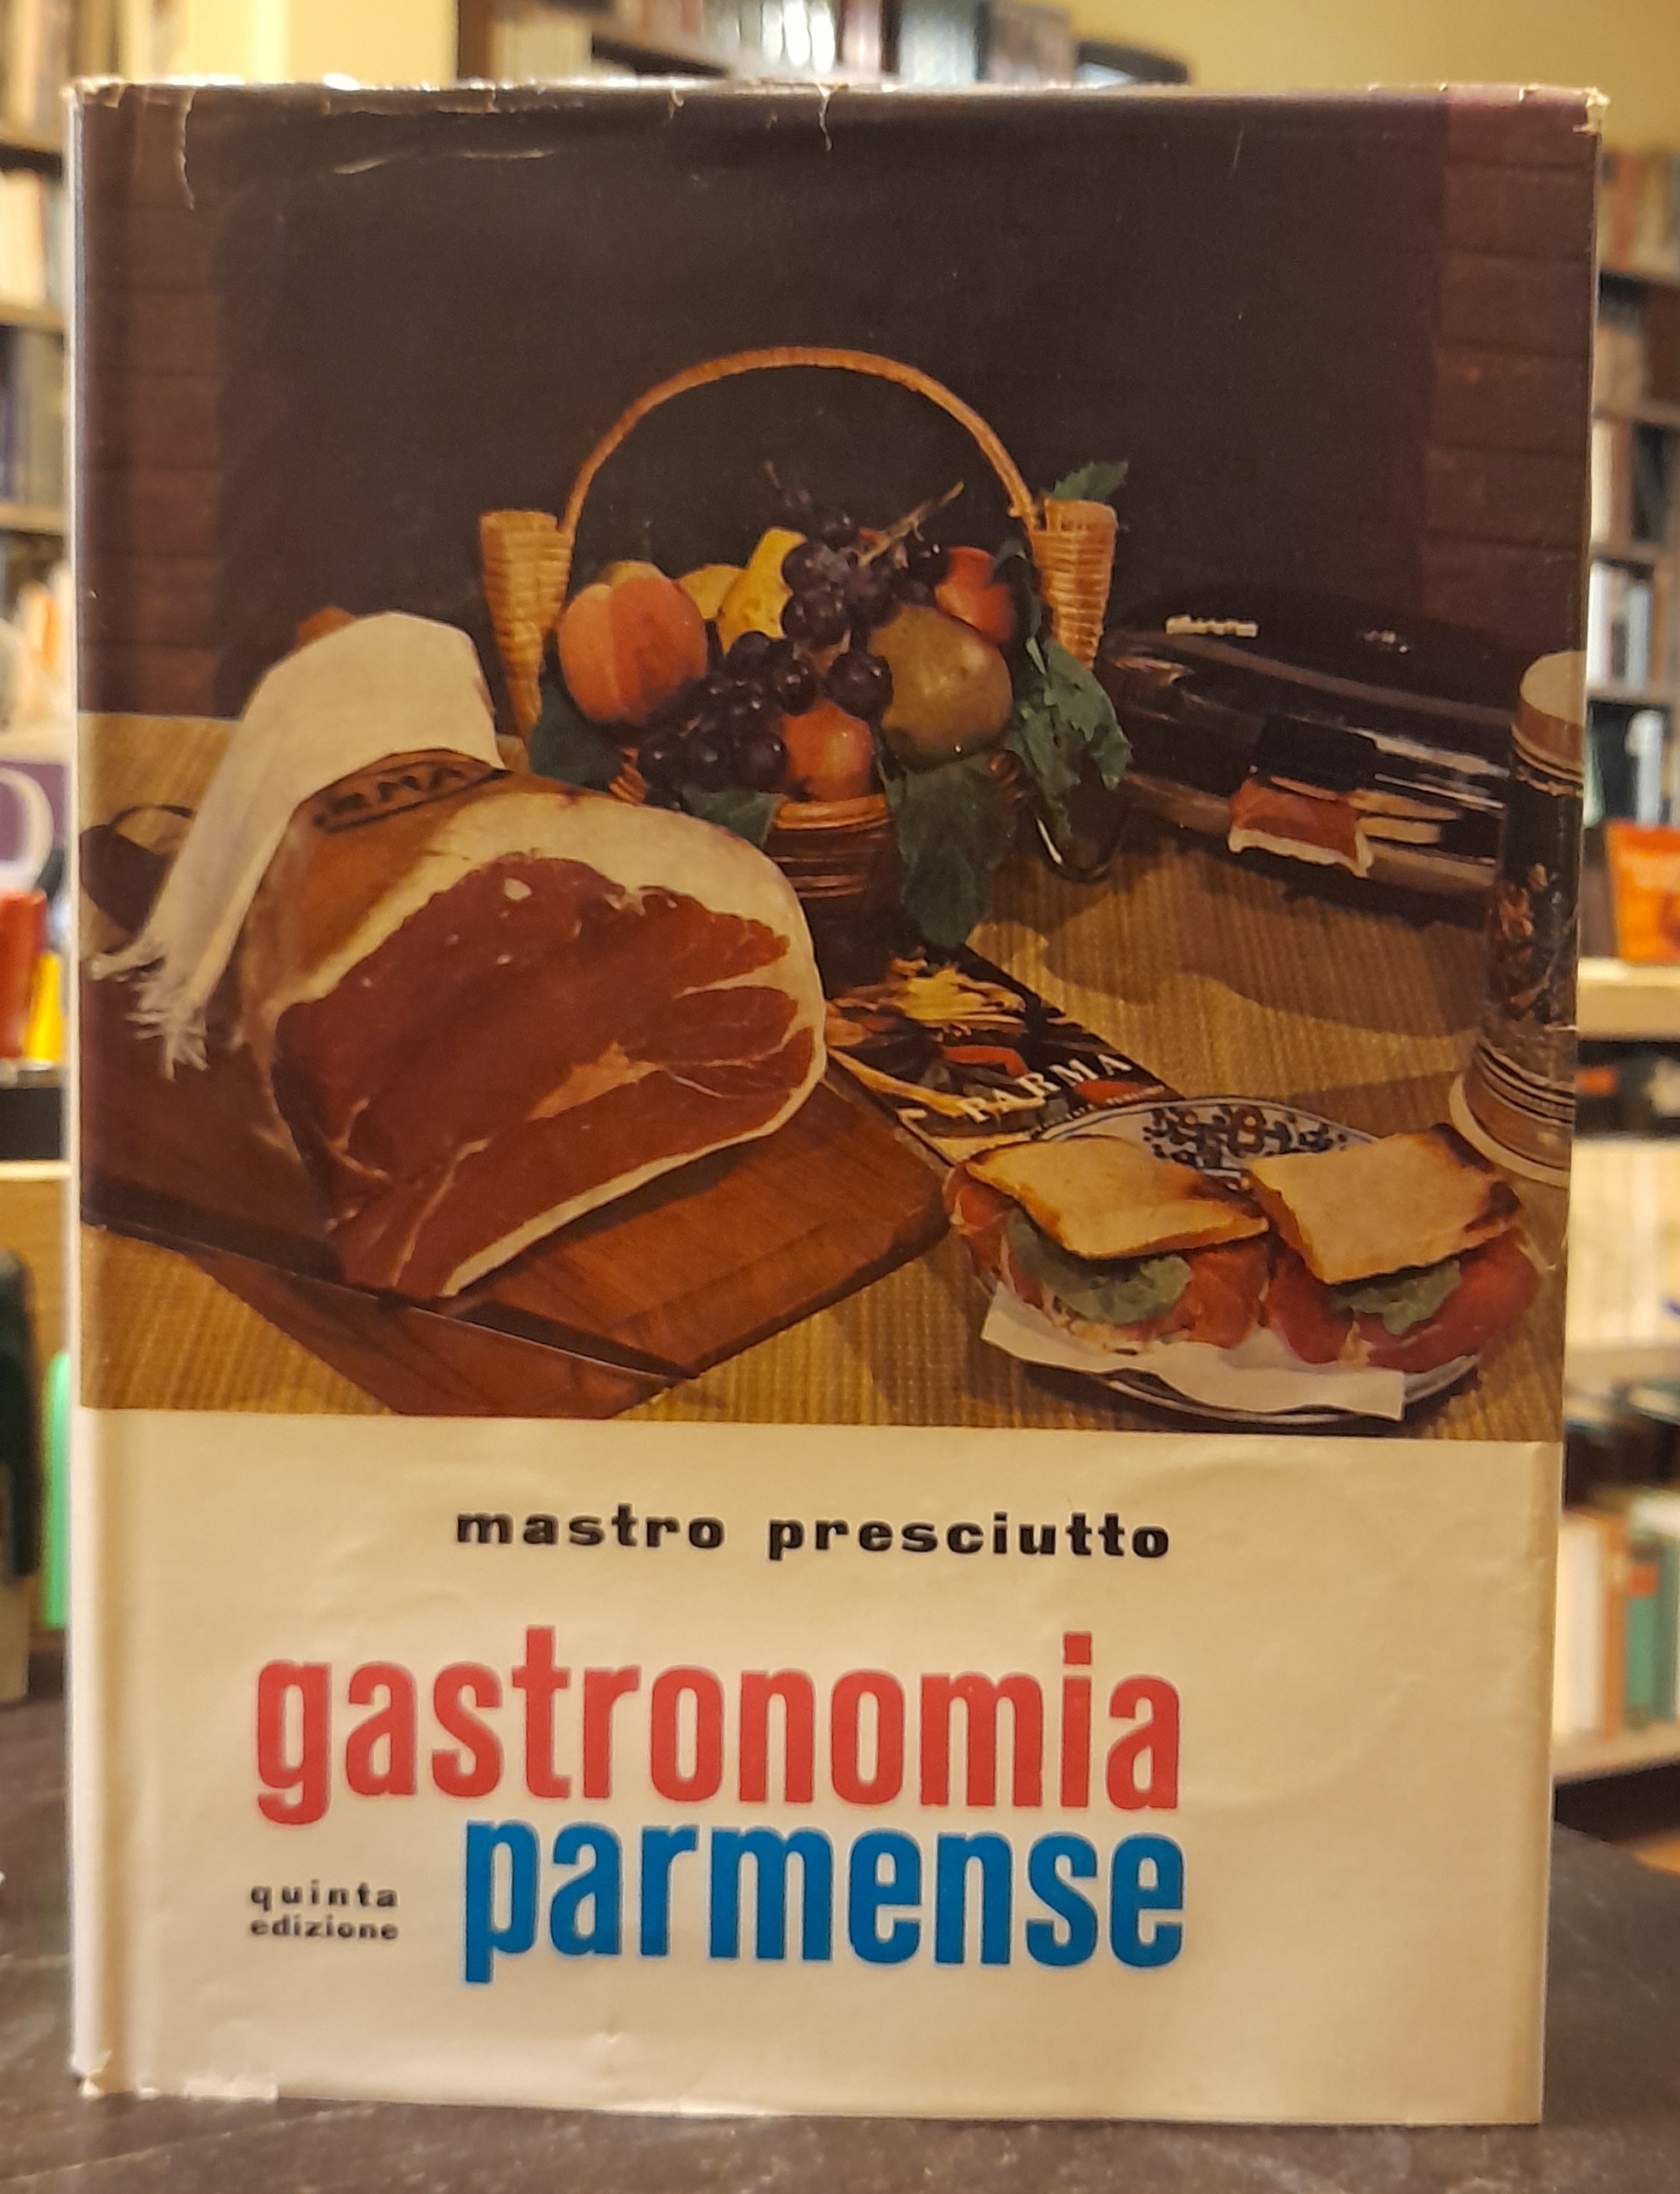 PARMA
mastro presciutto
gastronomia
parmense
quinta
edizione